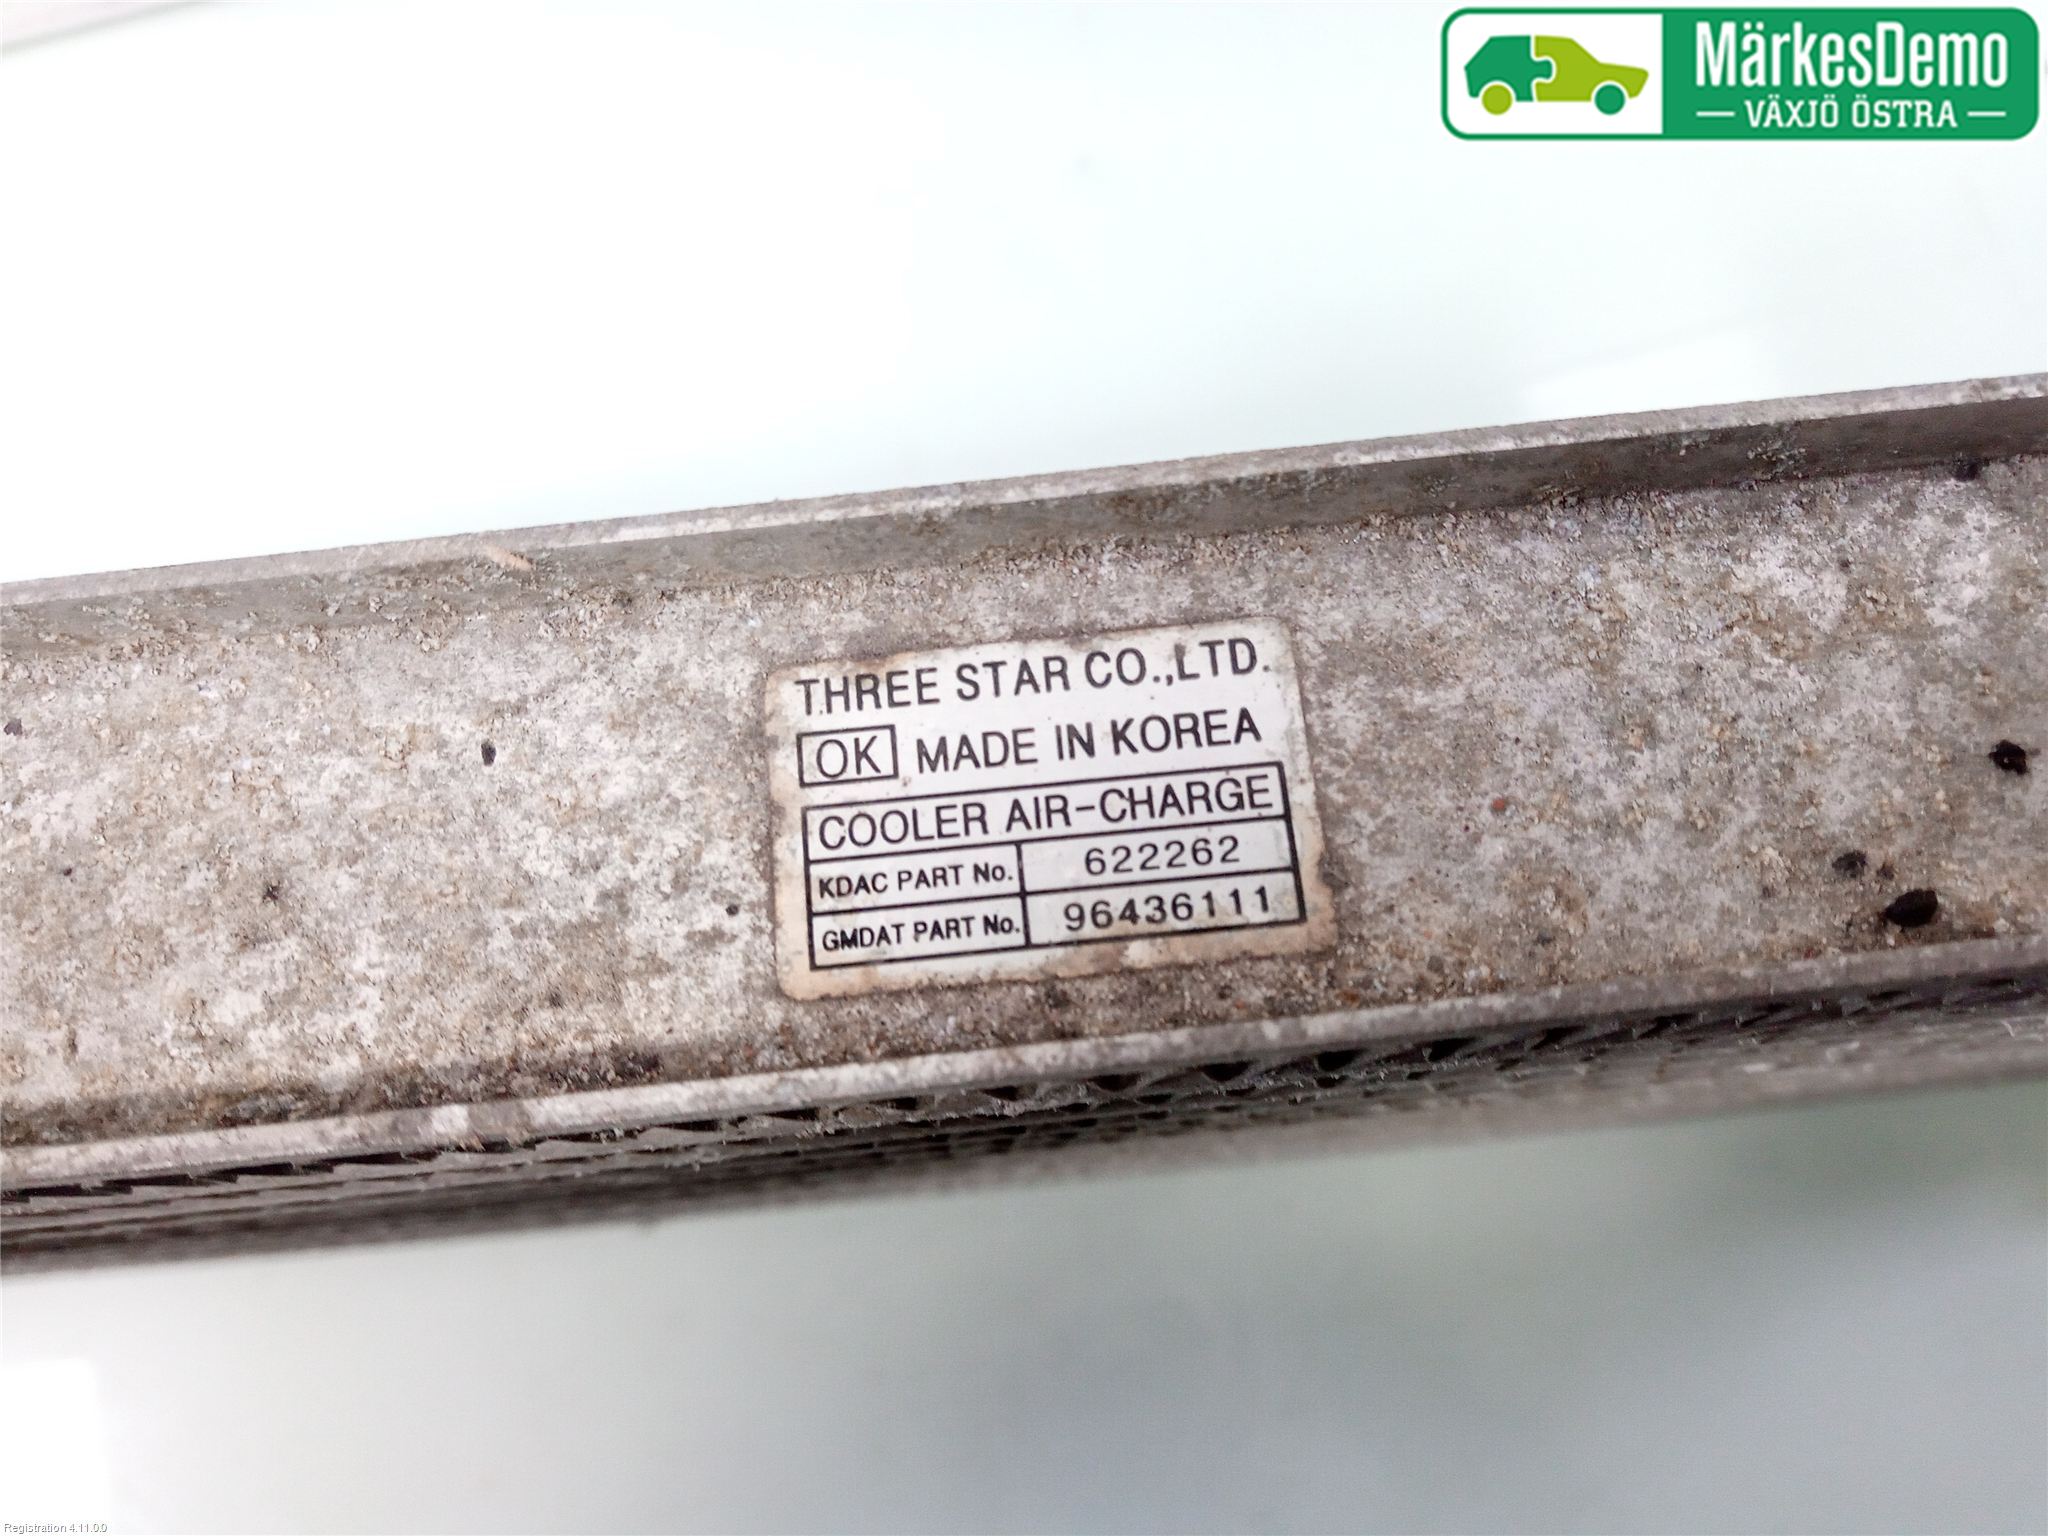 MärkesDemo
VÄXJÖ ÖSTRA
THREE STAR CO.,LTD.
OK MADE IN KOREA
COOLER AIR-CHARGE
KDAC PART No. 622262
GMDAT PART No. 96436111
Registration 4.11.0.0